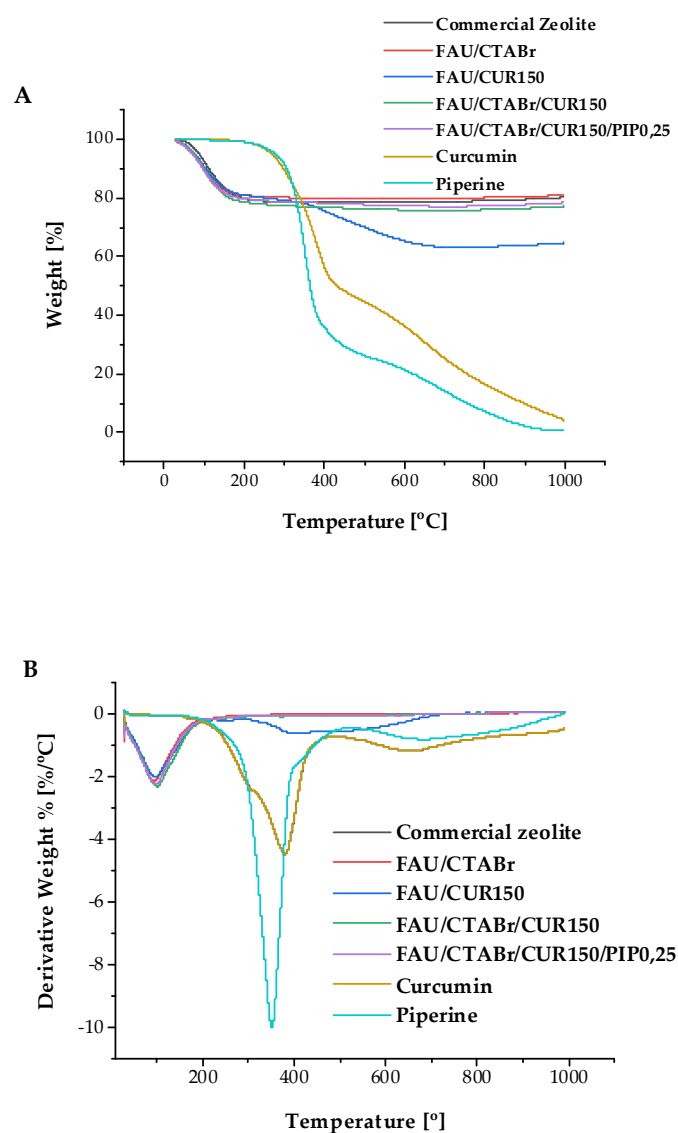 Commercial Zeolite
FAU/CTABr
FAU/CUR150
FAU/CTABr/CUR150
FAU/CTABr/CUR150/PIP0,25
Curcumin
Piperine
A
100
80
60
40
20
0
Weight [%]
0 200 400 600 800 1000
Temperature [ºC]
B
0
-2
-4
-6
-8
-10
Derivative Weight % [%/ºC]
Commercial zeolite
FAU/CTABr
FAU/CUR150
FAU/CTABr/CUR150
FAU/CTABr/CUR150/PIP0,25
Curcumin
Piperine
200 400 600 800 1000
Temperature [º]